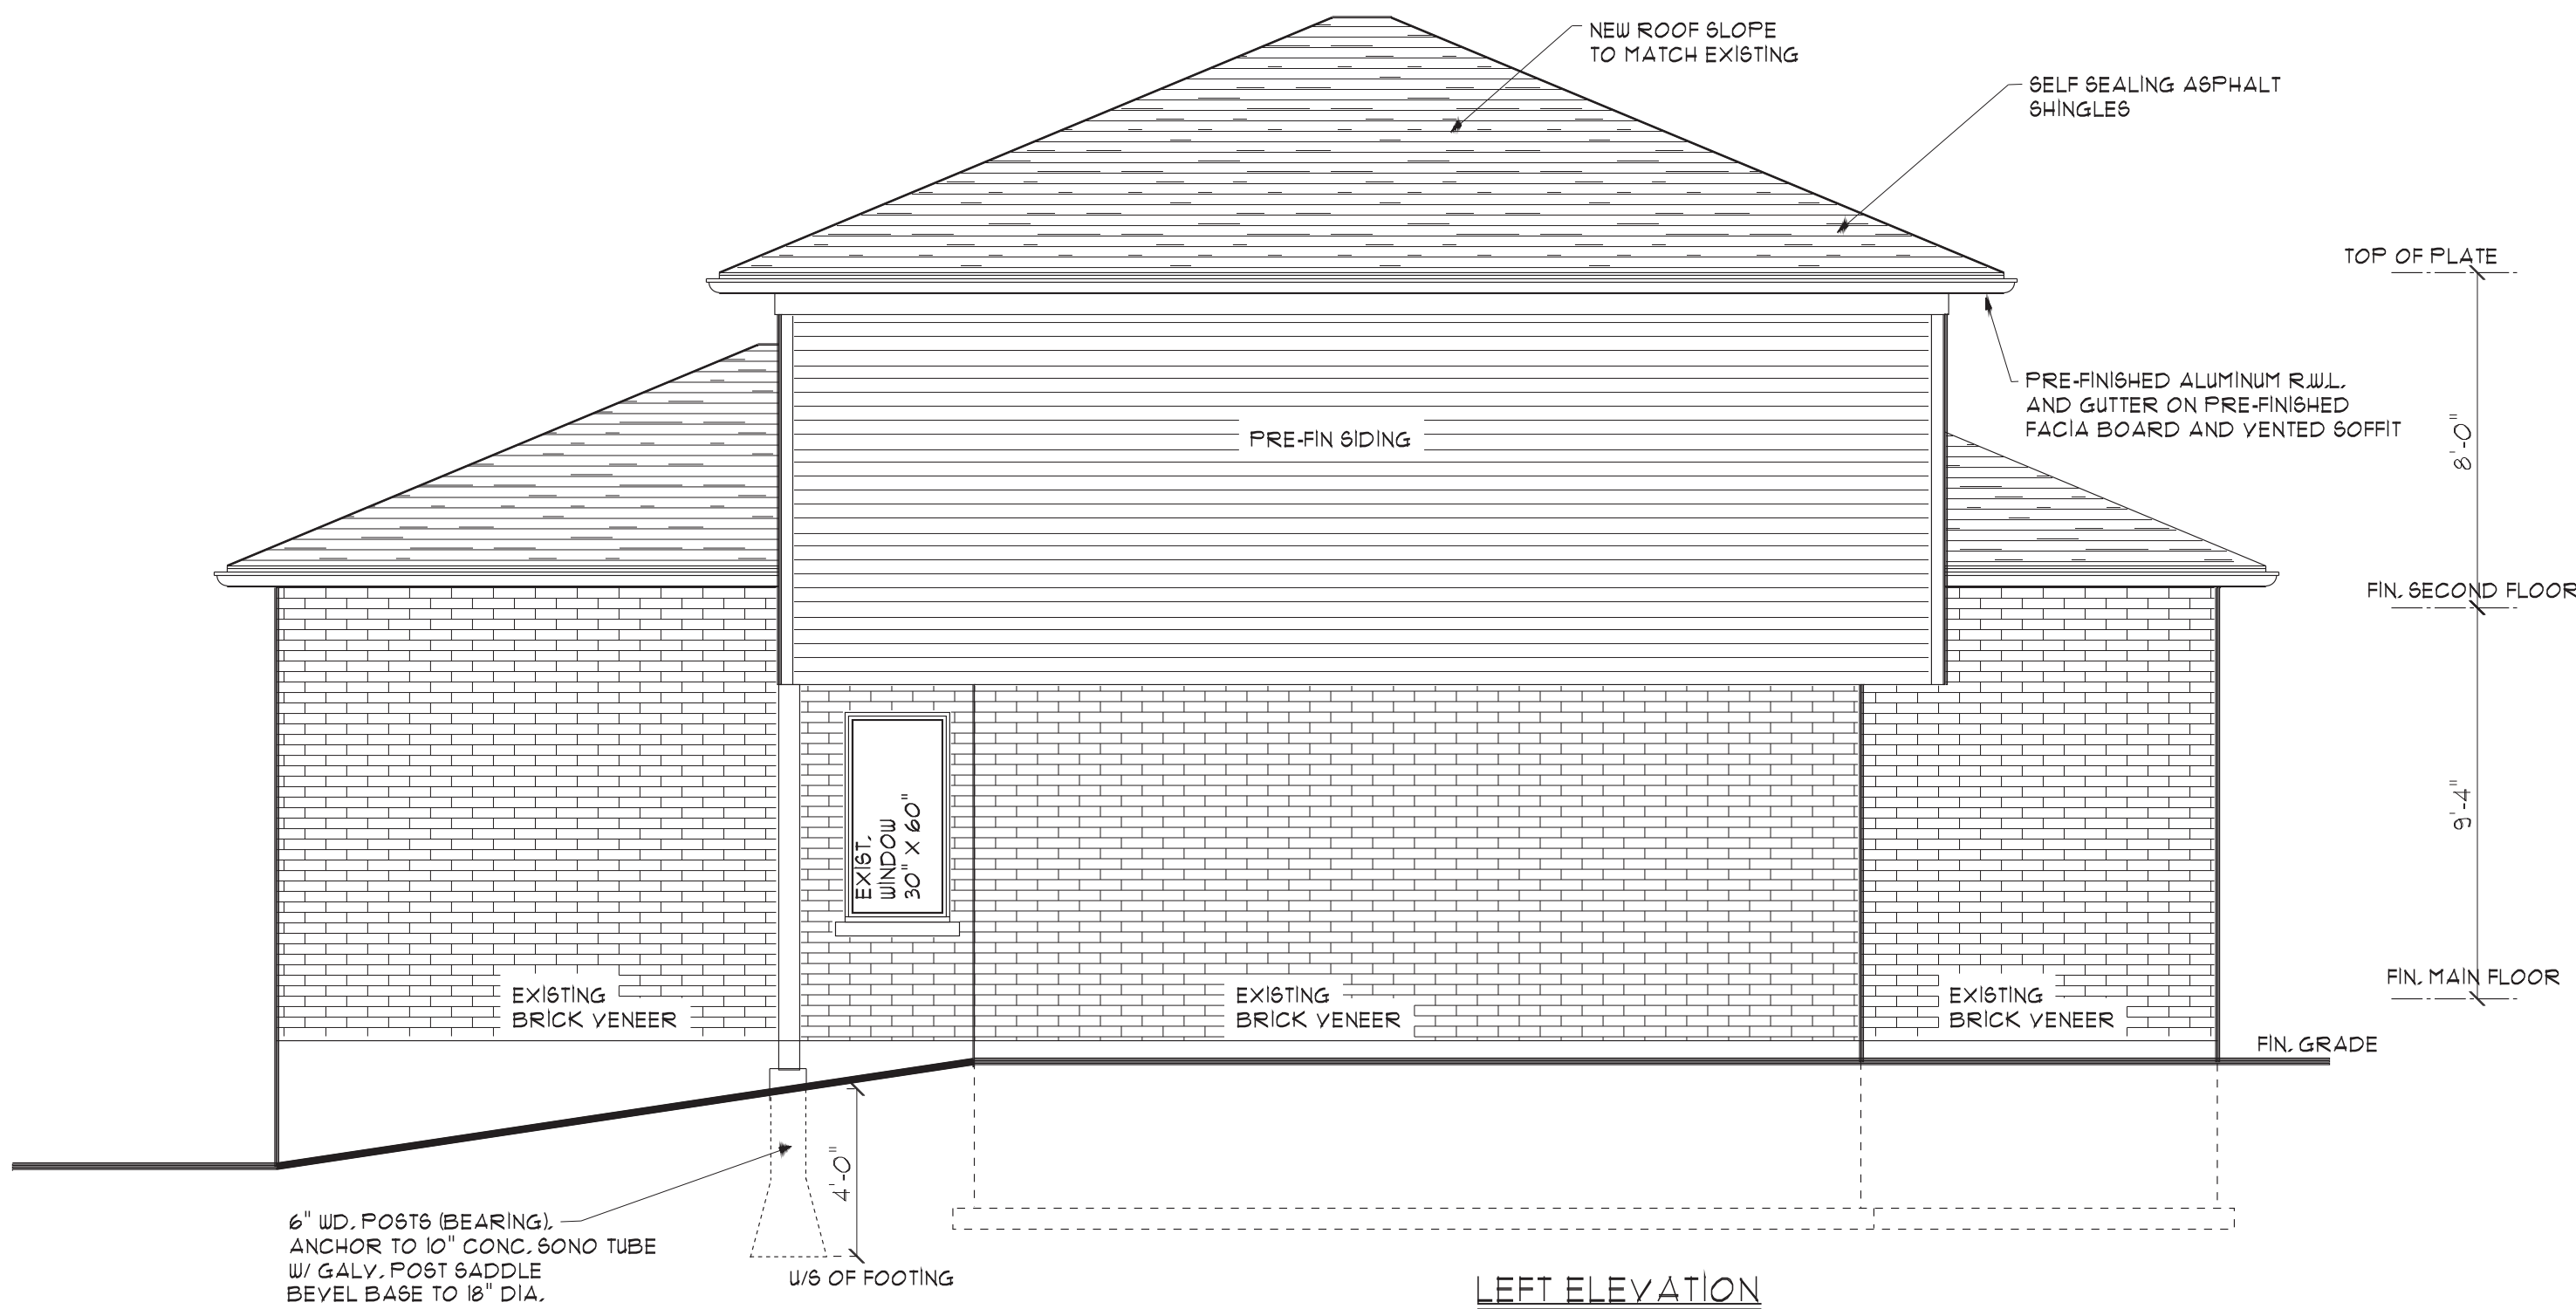 NEW ROOF SLOPE
TO MATCH EXISTING
SELF SEALING ASPHALT
SHINGLES
TOP OF PLATE
PRE-FINISHED ALUMINUM R.W.L.
AND GUTTER ON PRE-FINISHED
FACIA BOARD AND VENTED SOFFIT
8'-0"
PRE-FIN SIDING
FIN. SECOND FLOOR
9'-4"
EXIST.
WINDOW
30" X 60"
FIN. MAIN FLOOR
EXISTING
BRICK VENEER
EXISTING
BRICK VENEER
EXISTING
BRICK VENEER
FIN. GRADE
4'-0"
6" WD. POSTS (BEARING).
ANCHOR TO 10" CONC. SONO TUBE
W/ GALV. POST SADDLE
BEVEL BASE TO 18" DIA.
U/S OF FOOTING
LEFT ELEVATION